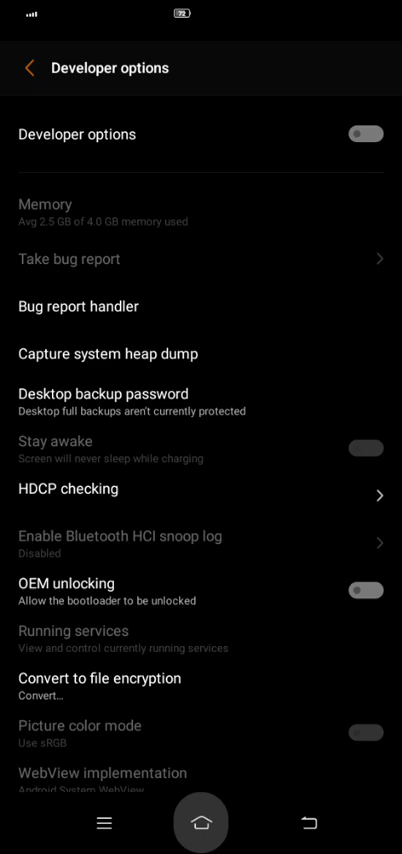 72
Developer options
Developer options
Memory
Avg 2.5 GB of 4.0 GB memory used
Take bug report
Bug report handler
Capture system heap dump
Desktop backup password
Desktop full backups aren't currently protected
Stay awake
Screen will never sleep while charging
HDCP checking
Enable Bluetooth HCI snoop log
Disabled
OEM unlocking
Allow the bootloader to be unlocked
Running services
View and control currently running services
Convert to file encryption
Convert...
Picture color mode
Use sRGB
WebView implementation
Android System WebView